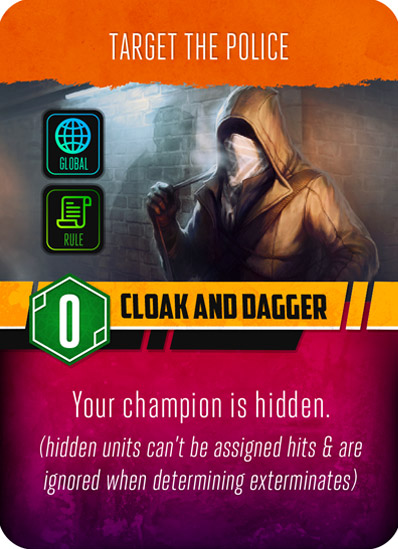 TARGET THE POLICE
GLOBAL
RULE
0
CLOAK AND DAGGER
Your champion is hidden.
(hidden units can't be assigned hits & are
ignored when determining exterminates)